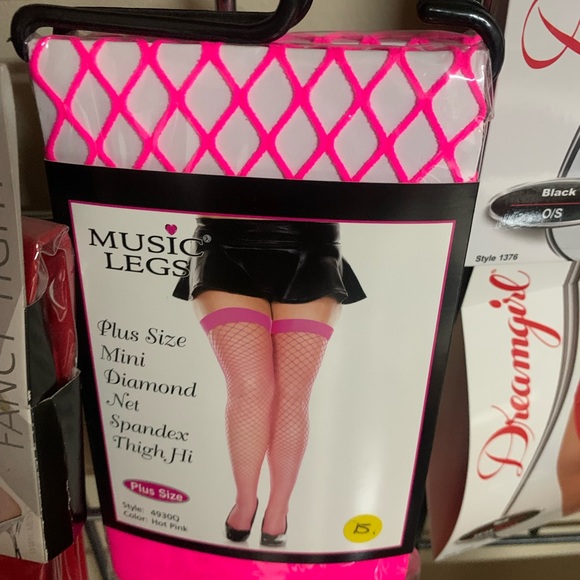 MUSIC
LEGS
Plus Size
Mini
Diamond
Net
Spandex
Thigh Hi
Plus Size
Style: 4930Q
Color: Hot Pink
15.
Black
O/S
Style 1376
Dreamgirl
FANCY TIGHT